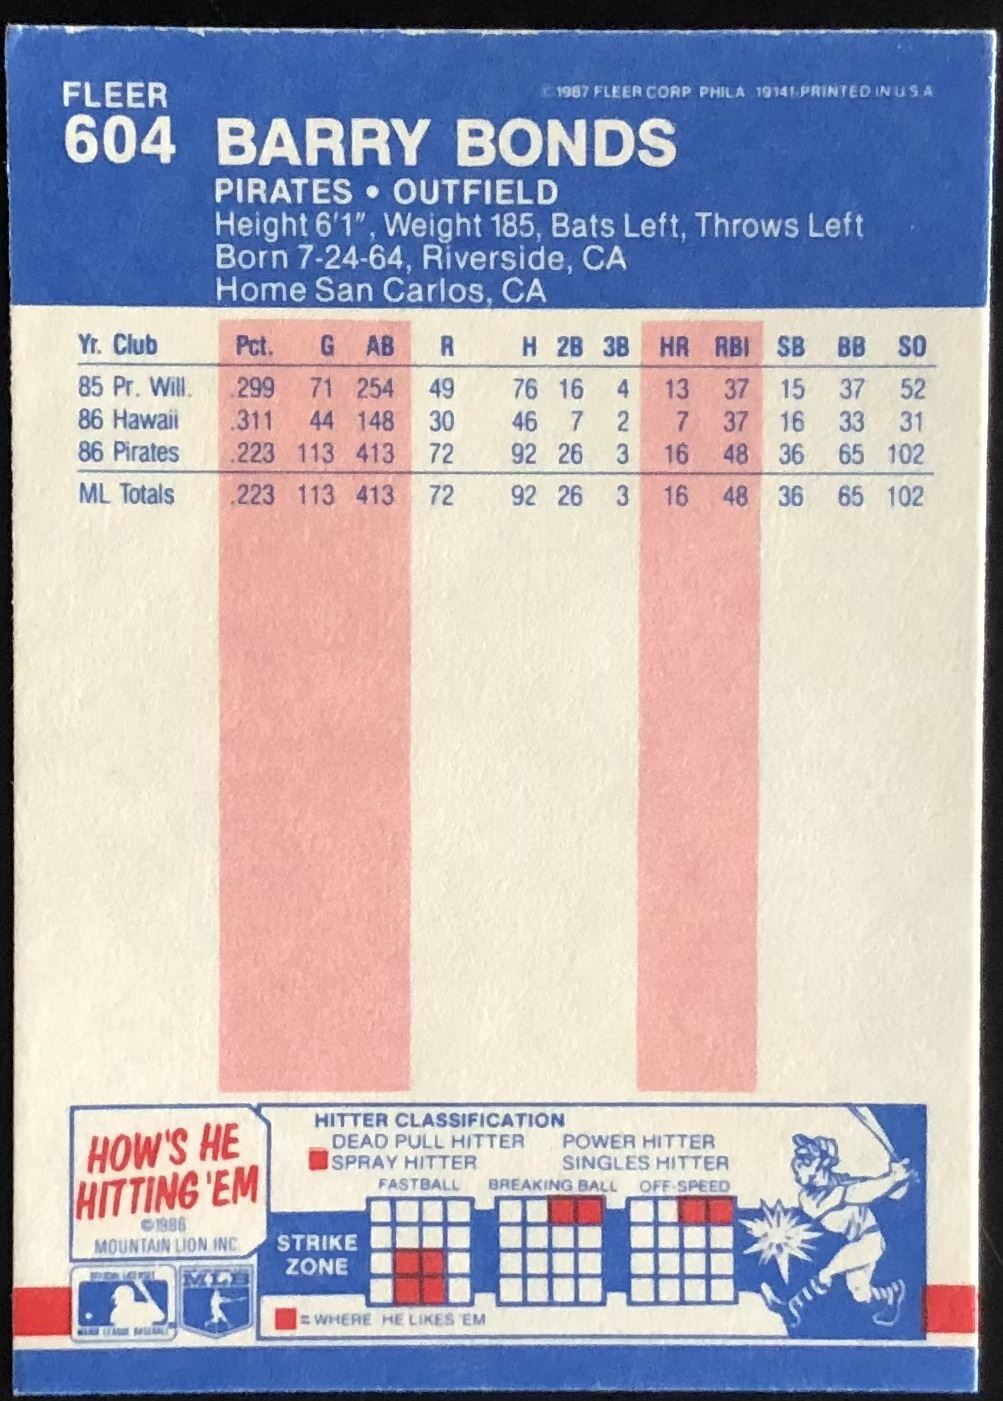 FLEER
© 1987 FLEER CORP. PHILA. 19141-PRINTED IN U.S.A.
604 BARRY BONDS
PIRATES • OUTFIELD
Height 6'1", Weight 185, Bats Left, Throws Left
Born 7-24-64, Riverside, CA
Home San Carlos, CA
Yr. Club Pct. G AB R H 2B 3B HR RBI SB BB SO
85 Pr. Will. .299 71 254 49 76 16 4 13 37 15 37 52
86 Hawaii .311 44 148 30 46 7 2 7 37 16 33 31
86 Pirates .223 113 413 72 92 26 3 16 48 36 65 102
ML Totals .223 113 413 72 92 26 3 16 48 36 65 102
HOW'S HE
HITTING 'EM
©1986
MOUNTAIN LION INC.
HITTER CLASSIFICATION
DEAD PULL HITTER POWER HITTER
SPRAY HITTER SINGLES HITTER
FASTBALL BREAKING BALL OFF-SPEED
STRIKE
ZONE
= WHERE HE LIKES 'EM
OFFICIAL LICENSEE
MAJOR LEAGUE BASEBALL
MLB